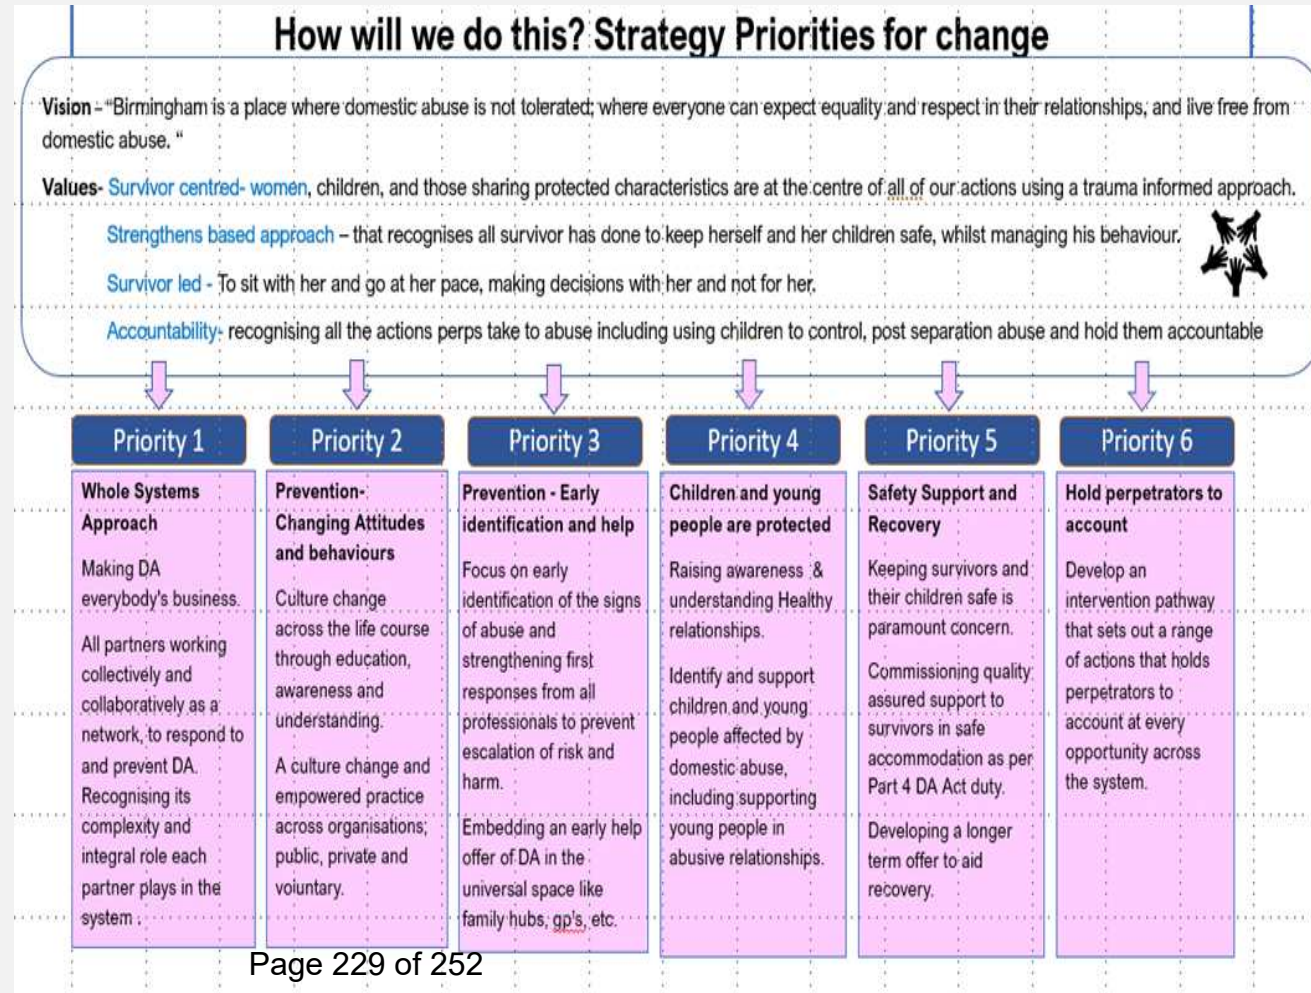 How will we do this? Strategy Priorities for change
Vision – “Birmingham is a place where domestic abuse is not tolerated; where everyone can expect equality and respect in their relationships, and live free from
domestic abuse. “
Values- Survivor centred- women, children, and those sharing protected characteristics are at the centre of all of our actions using a trauma informed approach.
Strengthens based approach – that recognises all survivor has done to keep herself and her children safe, whilst managing his behaviour.
Survivor led - To sit with her and go at her pace, making decisions with her and not for her.
Accountability- recognising all the actions perps take to abuse including using children to control, post separation abuse and hold them accountable
Priority 1
Whole Systems
Approach
Making DA
everybody's business.
All partners working
collectively and
collaboratively as a
network, to respond to
and prevent DA.
Recognising its
complexity and
integral role each
partner plays in the
system .
Priority 2
Prevention-
Changing Attitudes
and behaviours
Culture change
across the life course
through education,
awareness and
understanding.
A culture change and
empowered practice
across organisations;
public, private and
voluntary.
Priority 3
Prevention - Early
identification and help
Focus on early
identification of the signs
of abuse and
strengthening first
responses from all
professionals to prevent
escalation of risk and
harm.
Embedding an early help
offer of DA in the
universal space like
family hubs, gp's, etc.
Priority 4
Children and young
people are protected
Raising awareness &
understanding Healthy
relationships.
Identify and support
children and young
people affected by
domestic abuse,
including supporting
young people in
abusive relationships.
Priority 5
Safety Support and
Recovery
Keeping survivors and
their children safe is
paramount concern.
Commissioning quality
assured support to
survivors in safe
accommodation as per
Part 4 DA Act duty.
Developing a longer
term offer to aid
recovery.
Priority 6
Hold perpetrators to
account
Develop an
intervention pathway
that sets out a range
of actions that holds
perpetrators to
account at every
opportunity across
the system.
Page 229 of 252